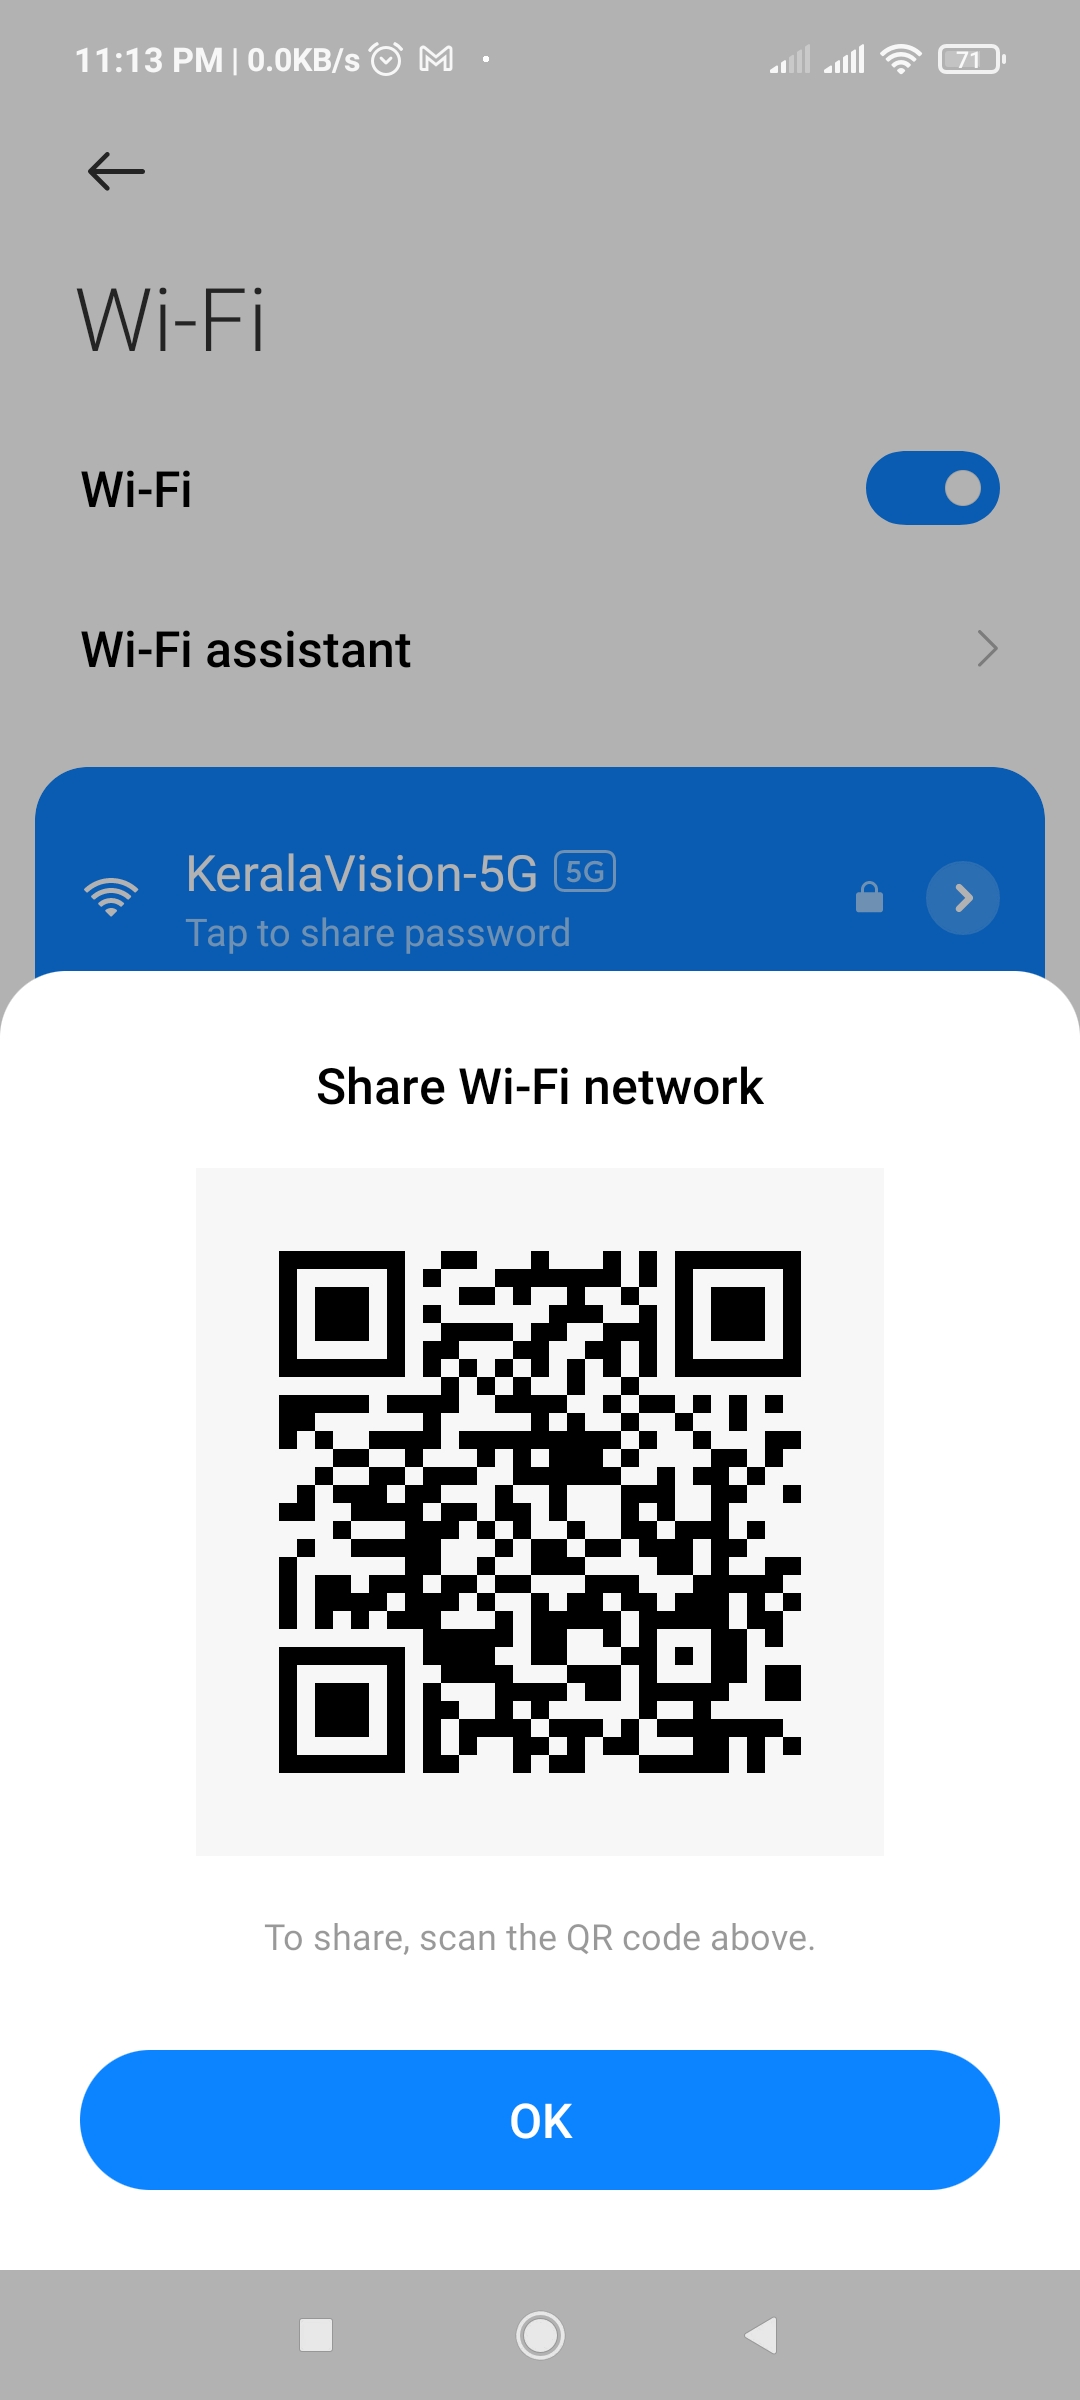 11:13 PM | 0.0KB/s
71
Wi-Fi
Wi-Fi
Wi-Fi assistant
KeralaVision-5G 5G
Tap to share password
Share Wi-Fi network
To share, scan the QR code above.
OK